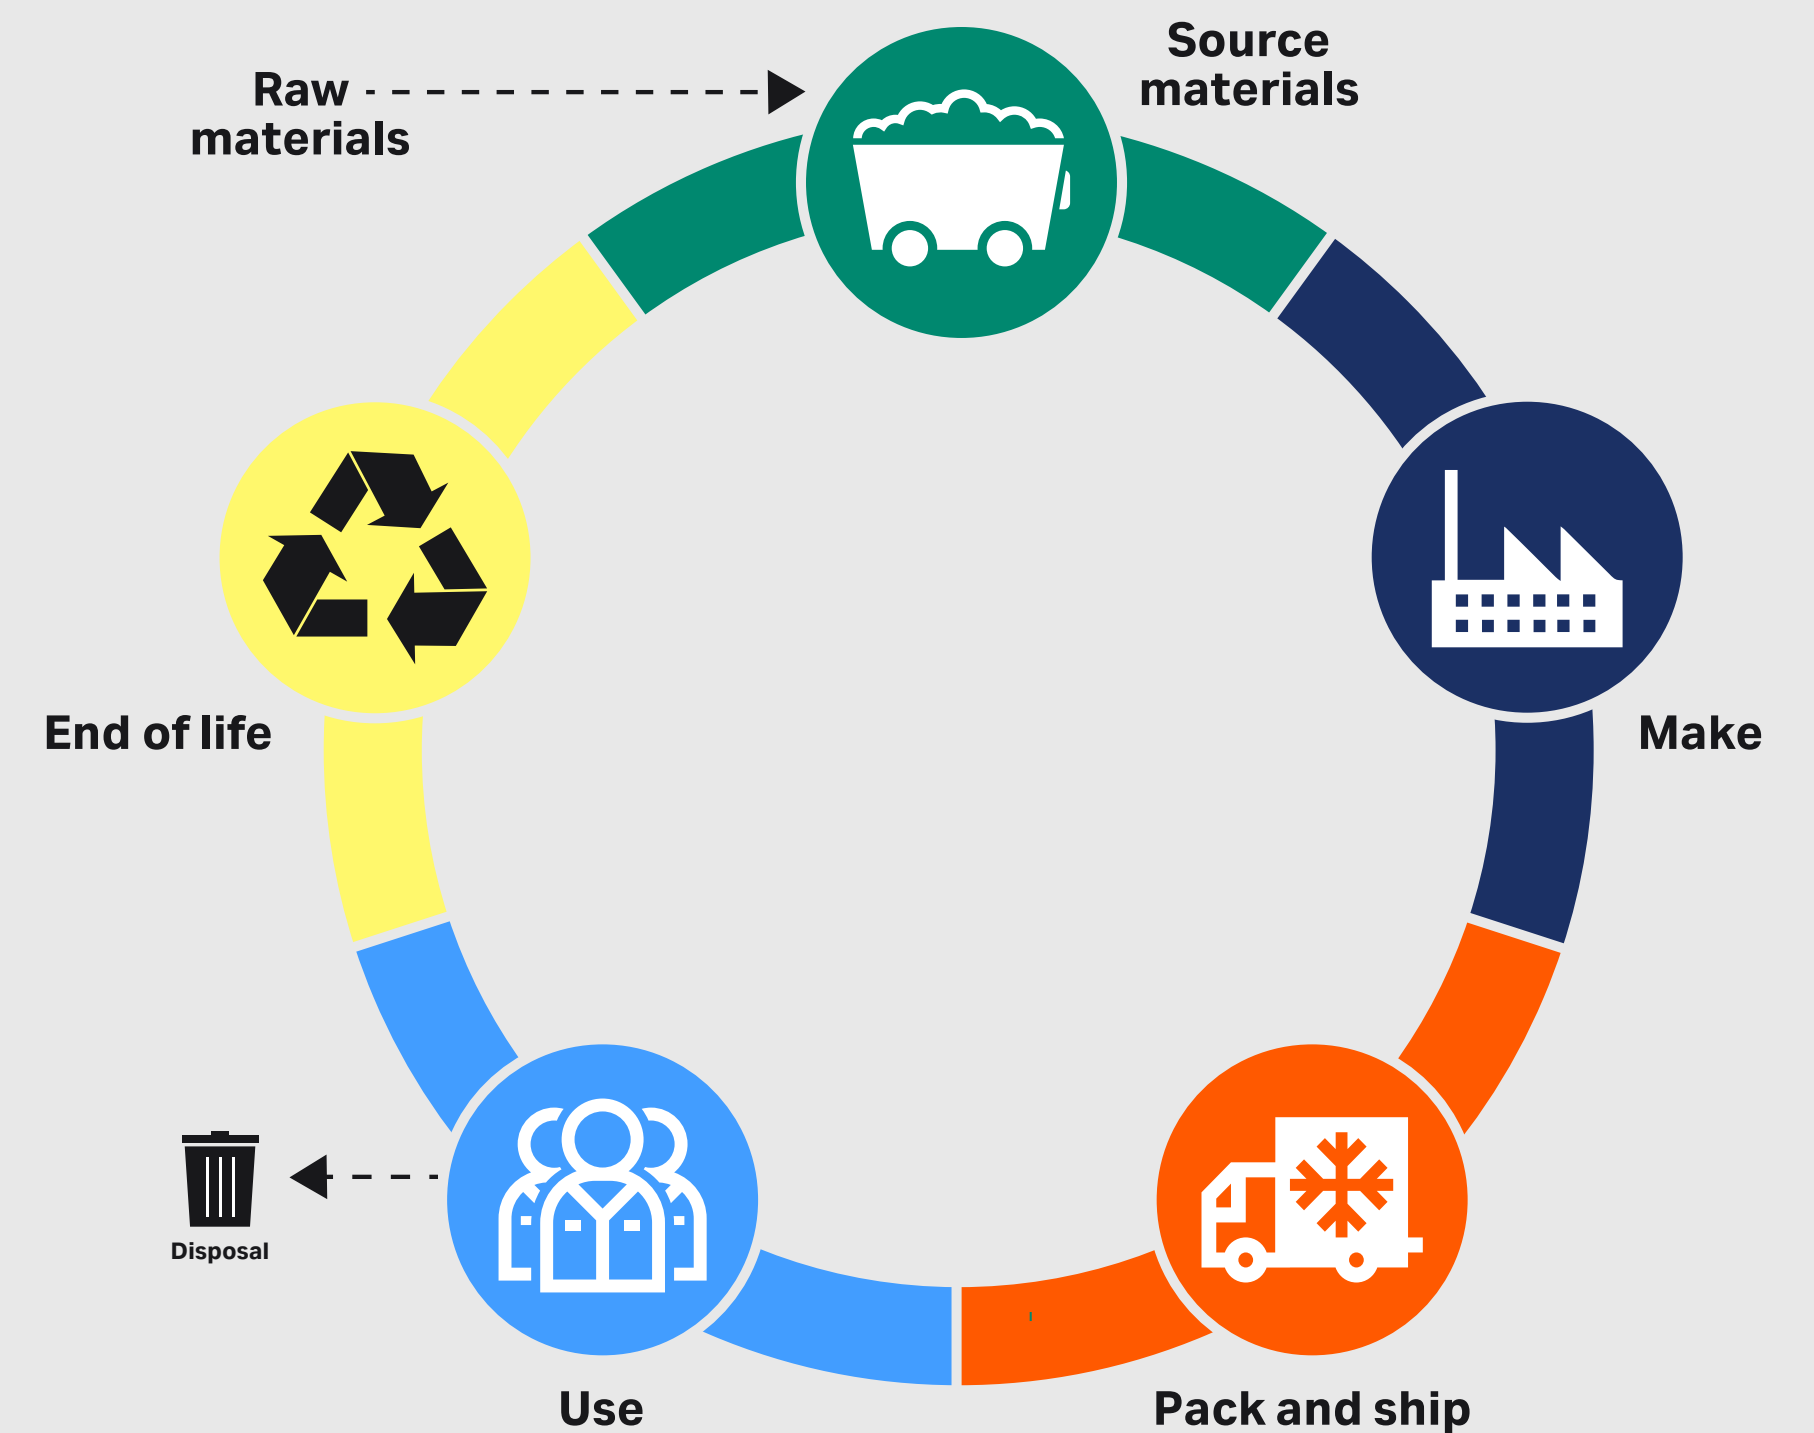 Source
materials
Raw
materials
End of life
Make
Disposal
Use
Pack and ship